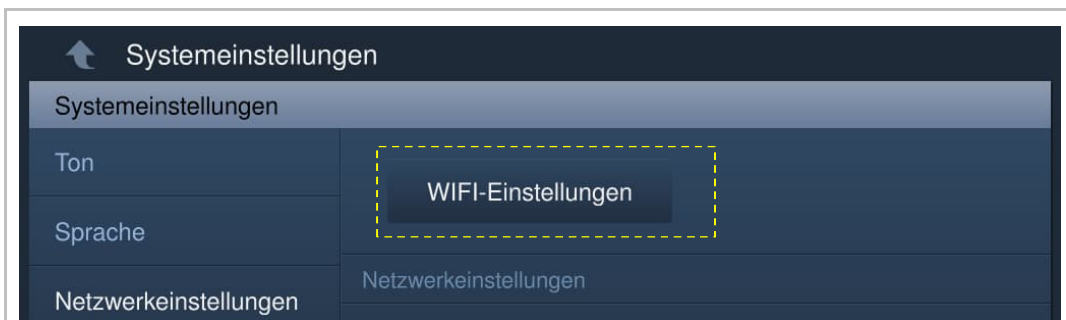 Systemeinstellungen
Systemeinstellungen
Ton
WIFI-Einstellungen
Sprache
Netzwerkeinstellungen
Netzwerkeinstellungen